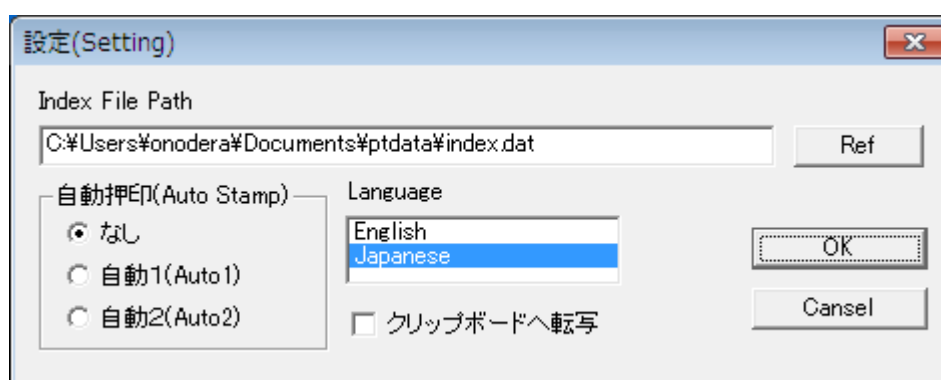 設定(Setting)
Index File Path
C:¥Users¥onodera¥Documents¥ptdata¥index.dat
Ref
自動押印(Auto Stamp)
なし
自動1(Auto1)
自動2(Auto2)
Language
English
Japanese
クリップボードへ転写
OK
Cansel